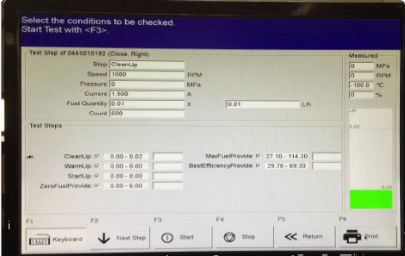 Select the conditions to be checked.
Start Test with <F3>.
Test Step of 0445010182 (Close, Right)
Measured
Step CleanUp
Speed 1000 RPM
Pressure 0 MPa
Current 1.500 A
Fuel Quantity 0.01 ± 0.01 L/h
Count 600
0 MPa
0 RPM
-100.0 °C
0 %
Test Steps
CleanUp: 0.00 - 0.02
MaxFuelProvide: 27.10 - 114.30
WarmUp: 0.00 - 0.00
BestEfficiencyProvide: 29.70 - 69.30
StartUp: 0.00 - 0.00
ZeroFuelProvide: 0.00 - 6.00
F1 F2 F3 F4 F5 F6
Keyboard
Next Step
Start
Stop
Return
Print